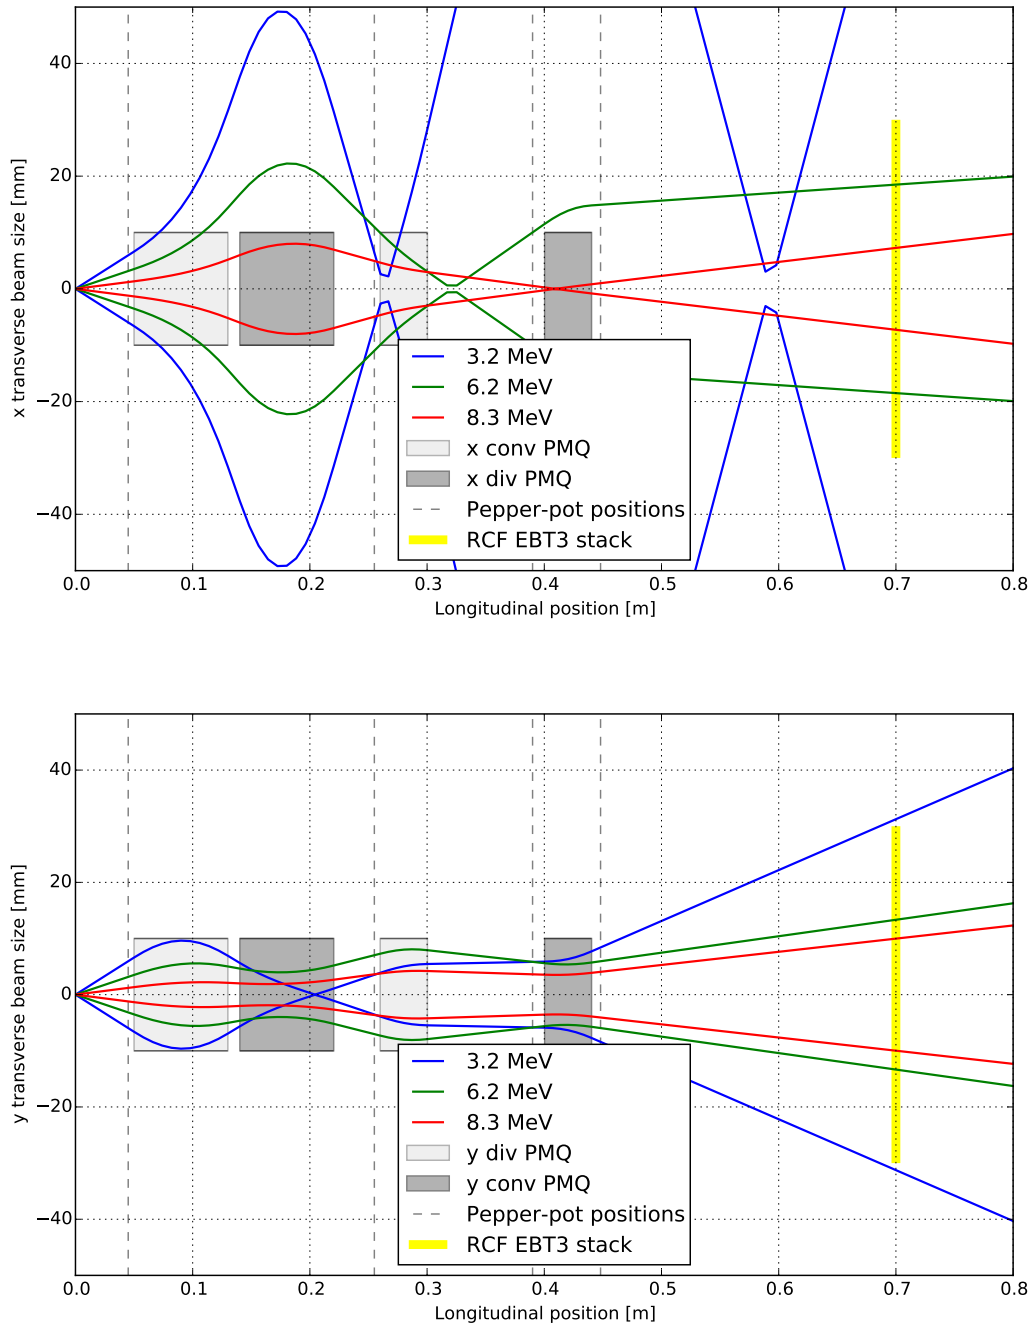 40
20
0
−20
−40
x transverse beam size [mm]
3.2 MeV
6.2 MeV
8.3 MeV
x conv PMQ
x div PMQ
Pepper-pot positions
RCF EBT3 stack
0.0 0.1 0.2 0.3 0.4 0.5 0.6 0.7 0.8
Longitudinal position [m]
40
20
0
−20
−40
y transverse beam size [mm]
3.2 MeV
6.2 MeV
8.3 MeV
y div PMQ
y conv PMQ
Pepper-pot positions
RCF EBT3 stack
0.0 0.1 0.2 0.3 0.4 0.5 0.6 0.7 0.8
Longitudinal position [m]